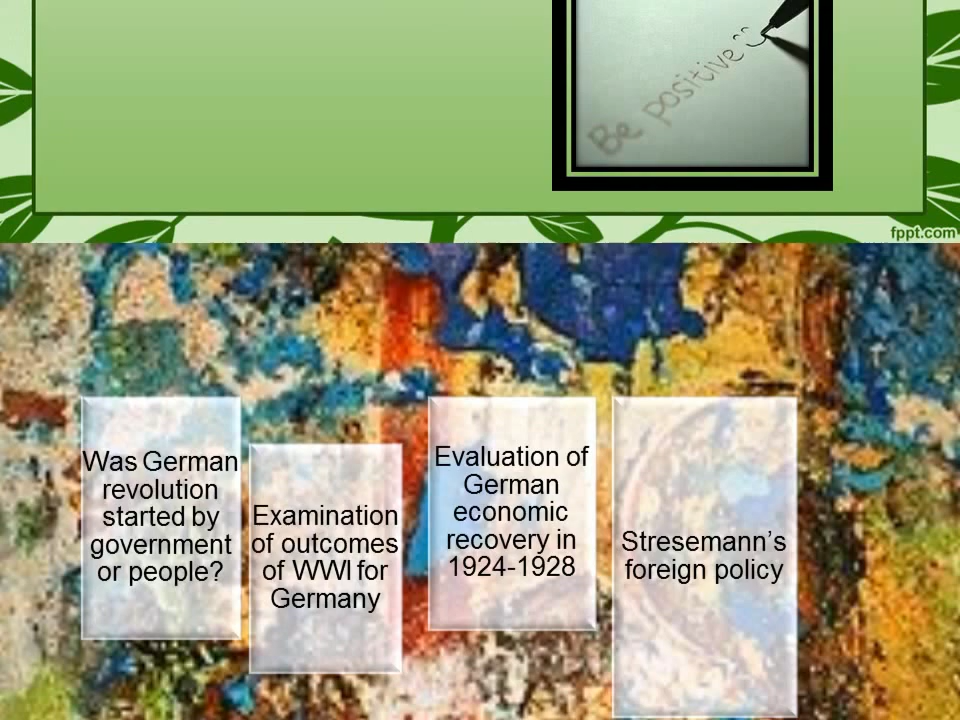 Be positive
fppt.com
Was German
revolution
started by
government
or people?
Examination
of outcomes
of WWI for
Germany
Evaluation of
German
economic
recovery in
1924-1928
Stresemann’s
foreign policy